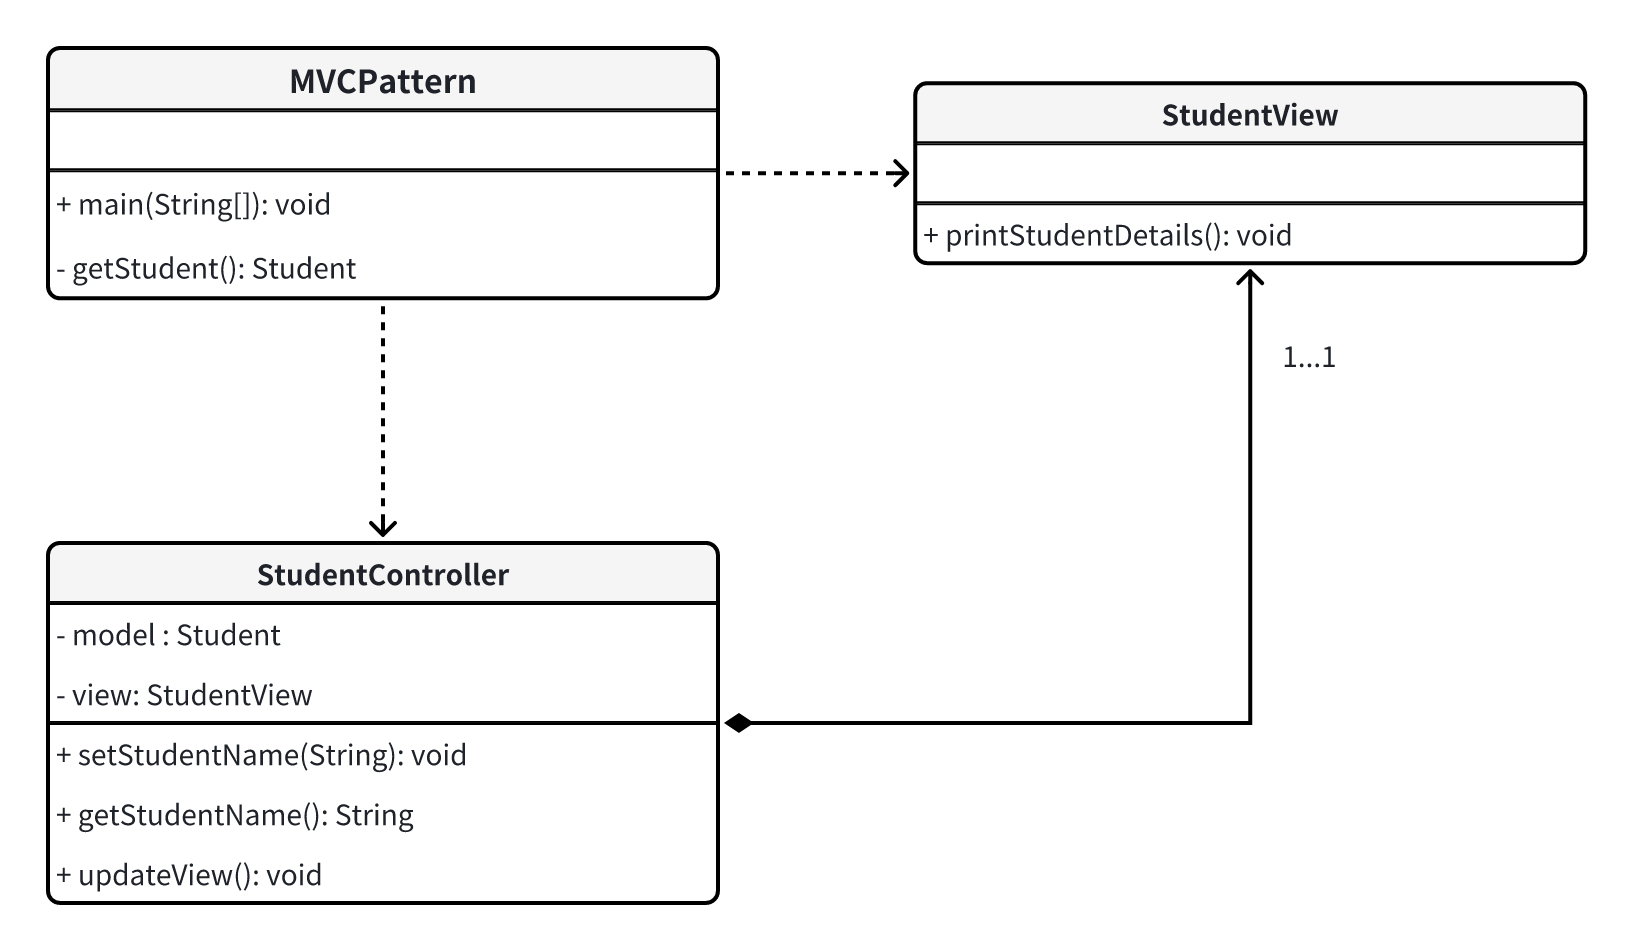 MVCPattern
+ main(String[]): void
- getStudent(): Student
StudentView
+ printStudentDetails(): void
1...1
StudentController
- model : Student
- view: StudentView
+ setStudentName(String): void
+ getStudentName(): String
+ updateView(): void